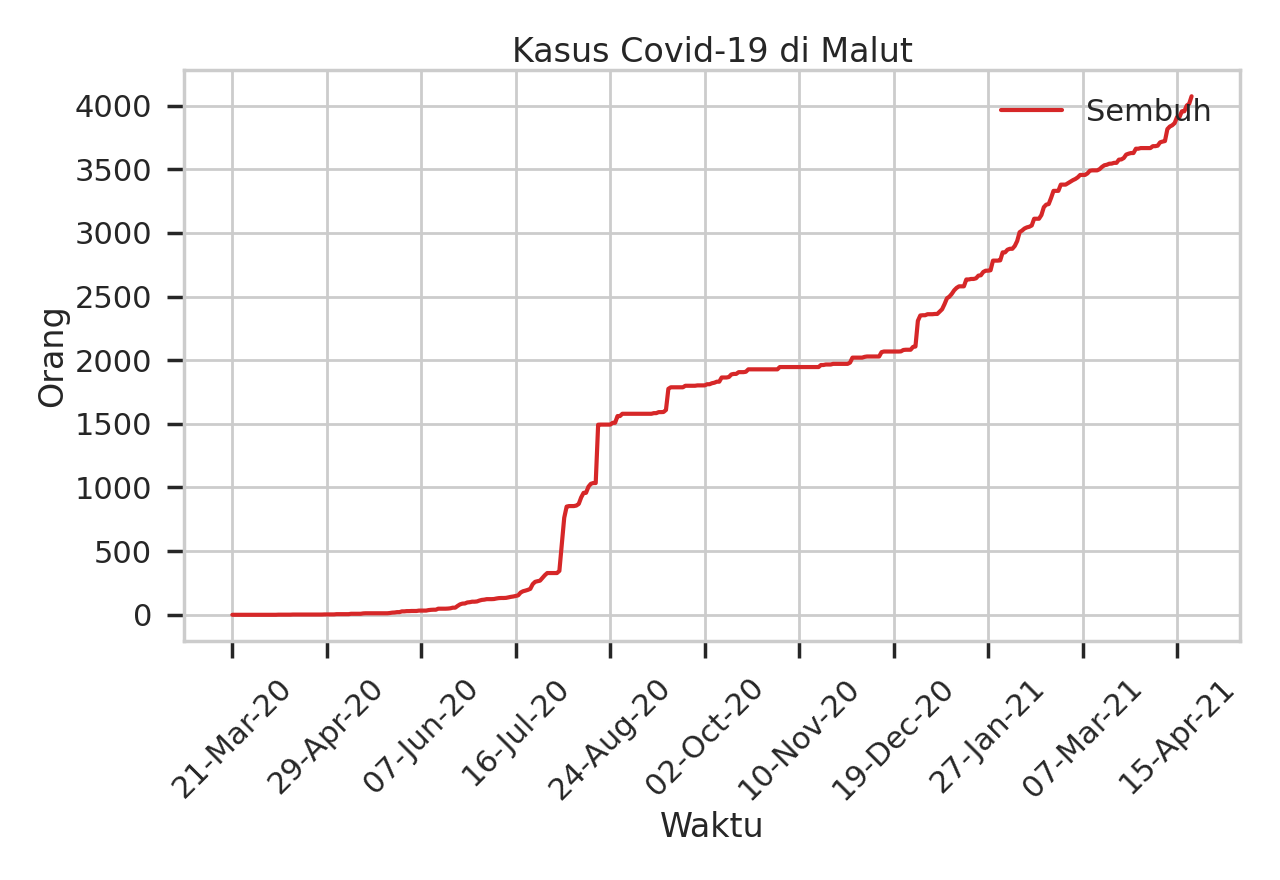 Kasus Covid-19 di Malut
Sembuh
4000
3500
3000
2500
2000
1500
1000
500
0
Orang
21-Mar-20
29-Apr-20
07-Jun-20
16-Jul-20
24-Aug-20
02-Oct-20
10-Nov-20
19-Dec-20
27-Jan-21
07-Mar-21
15-Apr-21
Waktu